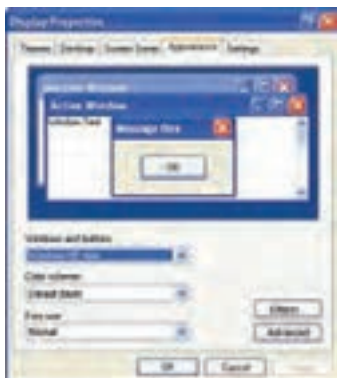 Display Properties
Themes Desktop Screen Saver Appearance Settings
Inactive Window
Active Window
Window Text
Message Box
OK
Windows and buttons:
Windows XP style
Color scheme:
Default (blue)
Font size:
Normal
Effects
Advanced
OK Cancel